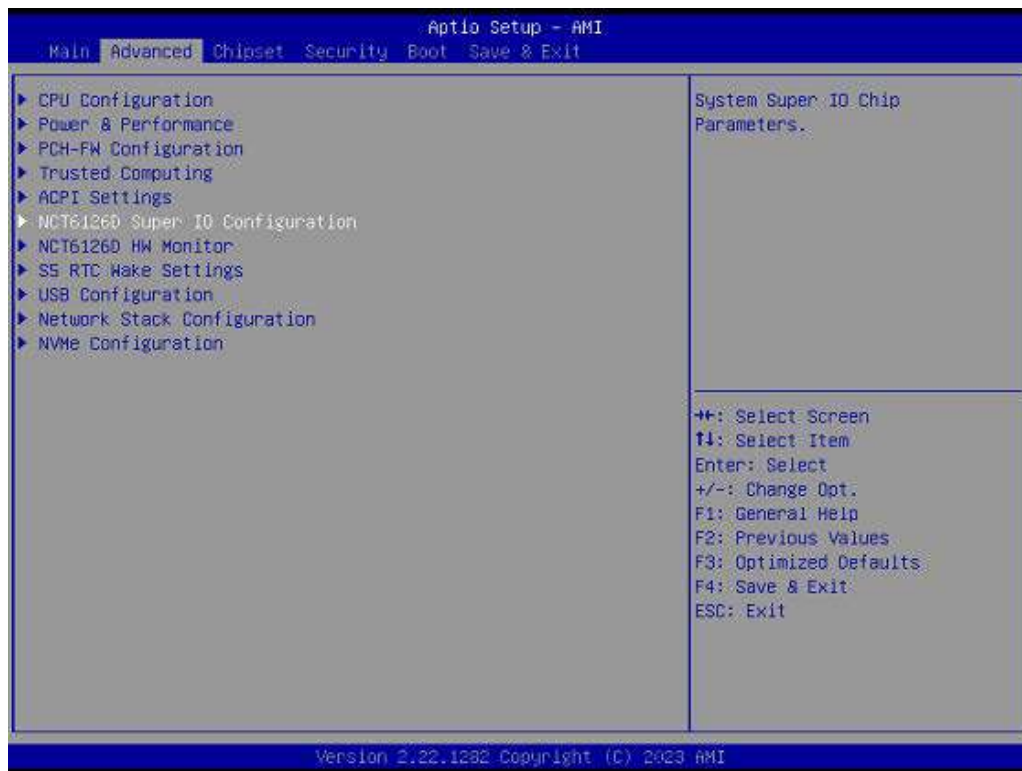 Aptio Setup - AMI
Main Advanced Chipset Security Boot Save & Exit
CPU Configuration
Power & Performance
PCH-FW Configuration
Trusted Computing
ACPI Settings
NCT6126D Super IO Configuration
NCT6126D HW Monitor
S5 RTC Wake Settings
USB Configuration
Network Stack Configuration
NVMe Configuration
System Super IO Chip
Parameters.
→←: Select Screen
↑↓: Select Item
Enter: Select
+/-: Change Opt.
F1: General Help
F2: Previous Values
F3: Optimized Defaults
F4: Save & Exit
ESC: Exit
Version 2.22.1282 Copyright (C) 2023 AMI